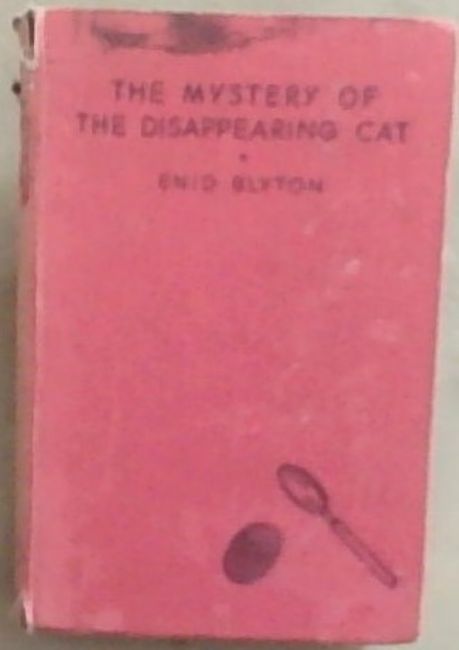 THE MYSTERY OF
THE DISAPPEARING CAT
ENID BLYTON